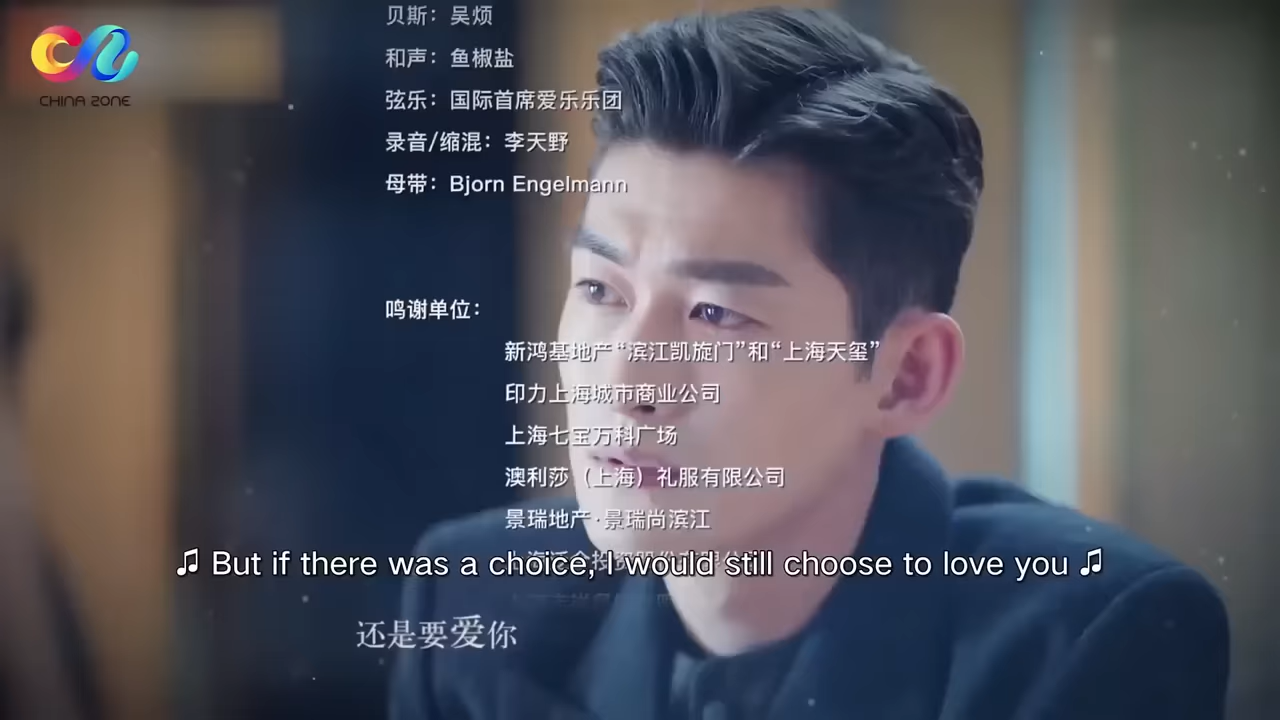 CHINA ZONE
贝斯：吴烦
和声：鱼椒盐
弦乐：国际首席爱乐乐团
录音/缩混：李天野
母带：Bjorn Engelmann
鸣谢单位：
新鸿基地产“滨江凯旋门”和“上海天玺”
印力上海城市商业公司
上海七宝万科广场
澳利莎（上海）礼服有限公司
景瑞地产·景瑞尚滨江
♫ But if there was a choice, I would still choose to love you ♫
还是要爱你